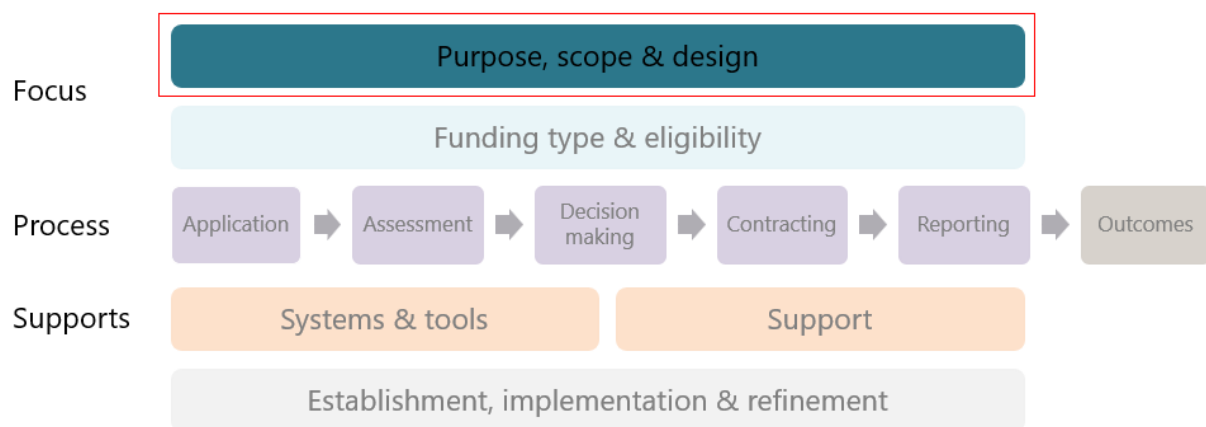 Focus
Purpose, scope & design
Funding type & eligibility
Process
Application
Assessment
Decision
making
Contracting
Reporting
Outcomes
Supports
Systems & tools
Support
Establishment, implementation & refinement